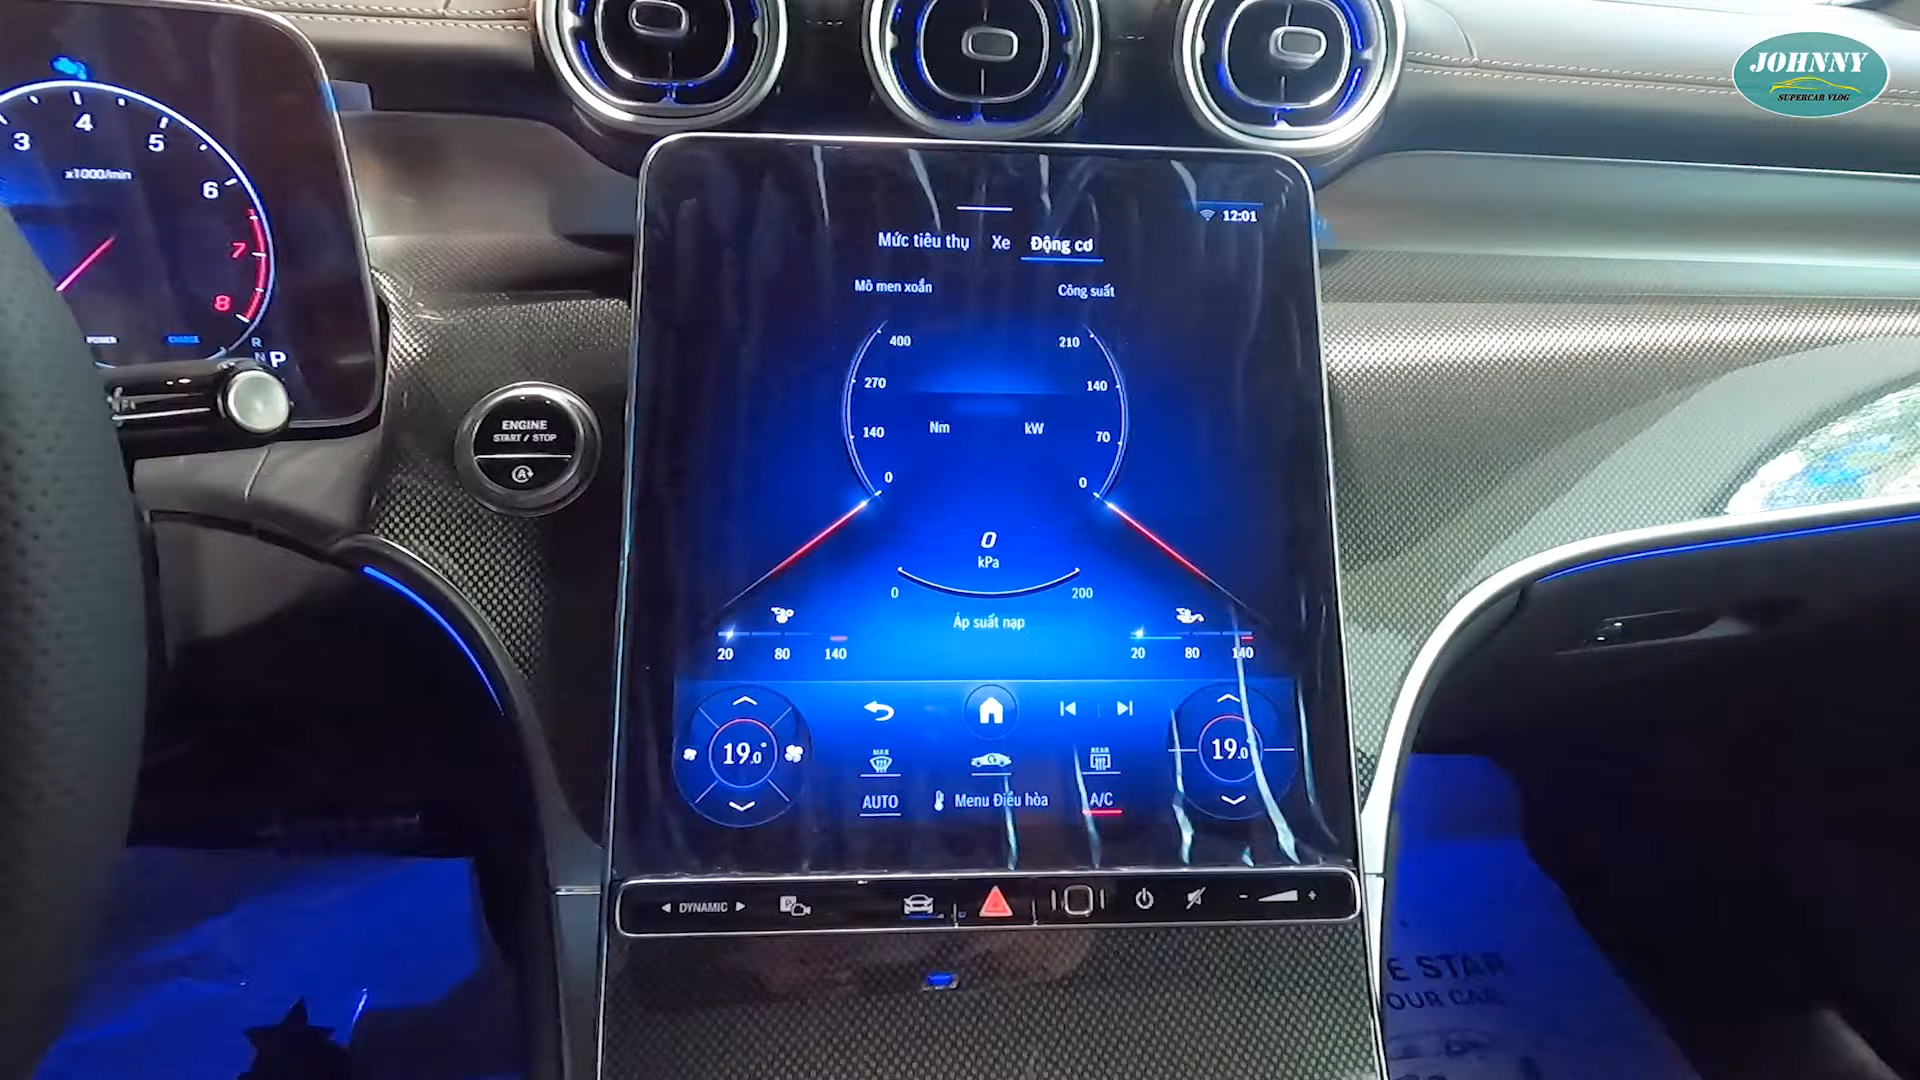 JOHNNY
SUPERCAR VLOG
3
4
5
6
7
8
x1000/min
POWER
CHARGE
R
N
P
ENGINE
START / STOP
A
12:01
Mức tiêu thụ Xe Động cơ
Mô men xoắn
Công suất
400
270
140
0
Nm
210
140
70
0
kW
0
kPa
0
200
Áp suất nạp
20 80 140
20 80 140
19.0°
MAX
REAR
19.0
AUTO
Menu Điều hòa
A/C
DYNAMIC
P
- +
E STAR
OUR CAR